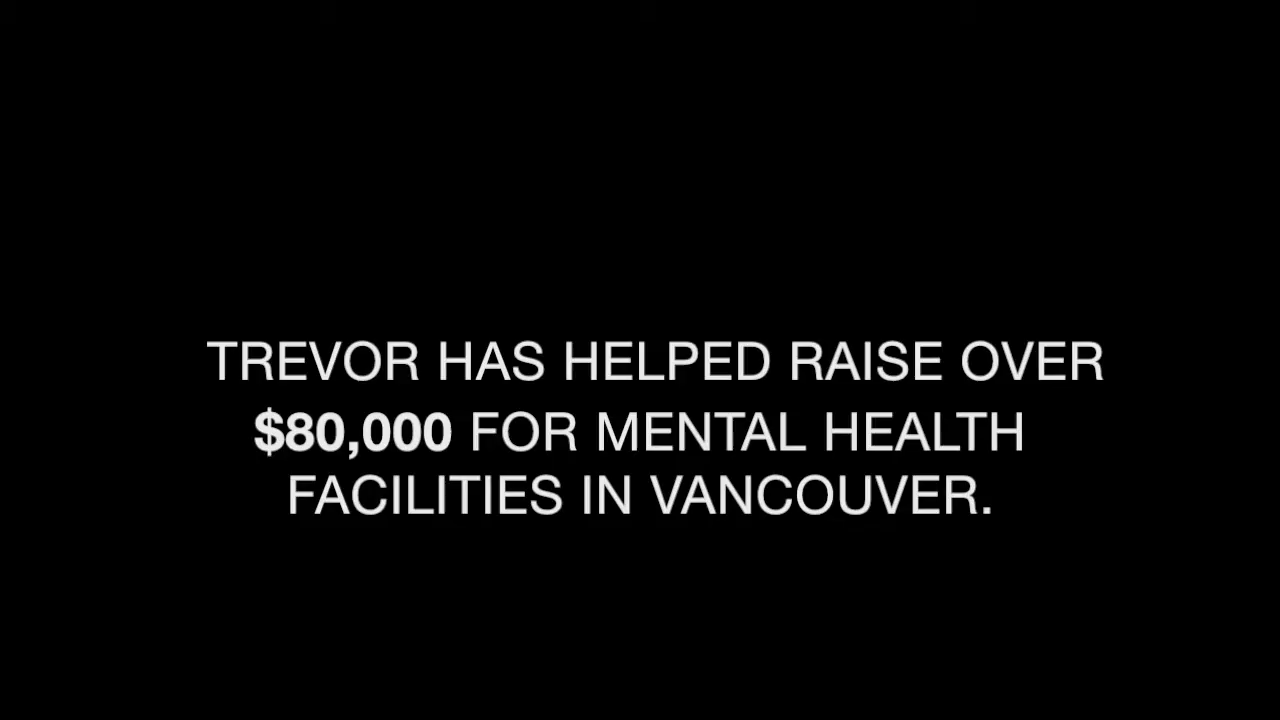 TREVOR HAS HELPED RAISE OVER
$80,000 FOR MENTAL HEALTH
FACILITIES IN VANCOUVER.